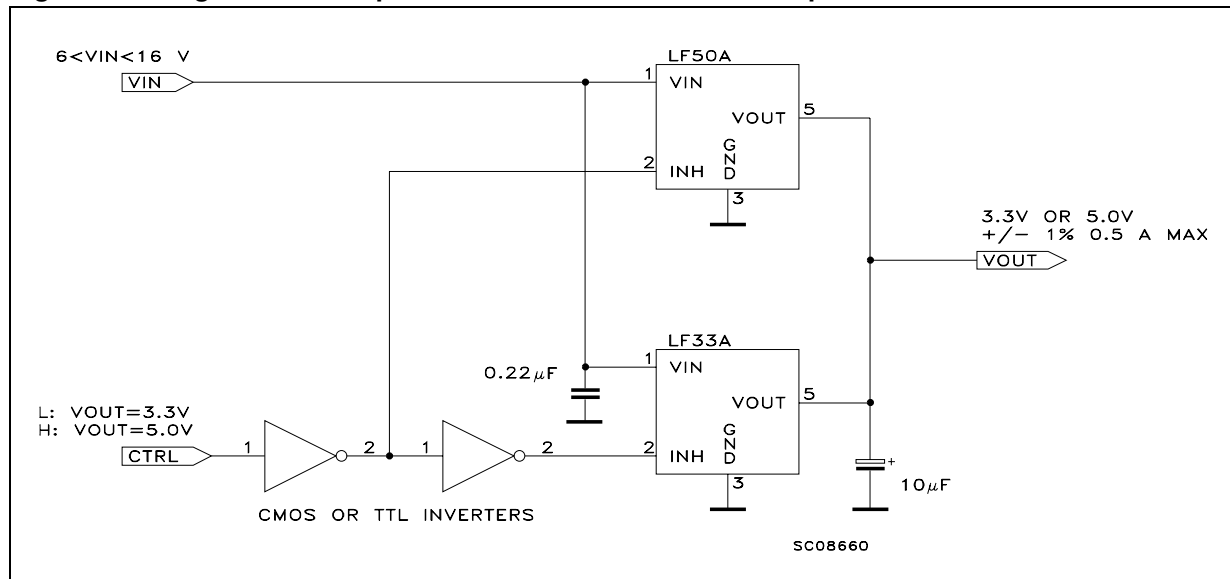 6<VIN<16 V
VIN
LF50A
1
VIN
VOUT
5
2
INH
GND
3
3.3V OR 5.0V
+/- 1% 0.5 A MAX
VOUT
LF33A
1
VIN
0.22μF
VOUT
5
L: VOUT=3.3V
H: VOUT=5.0V
CTRL
1
2
1
2
2
INH
GND
3
+
10μF
CMOS OR TTL INVERTERS
SC08660